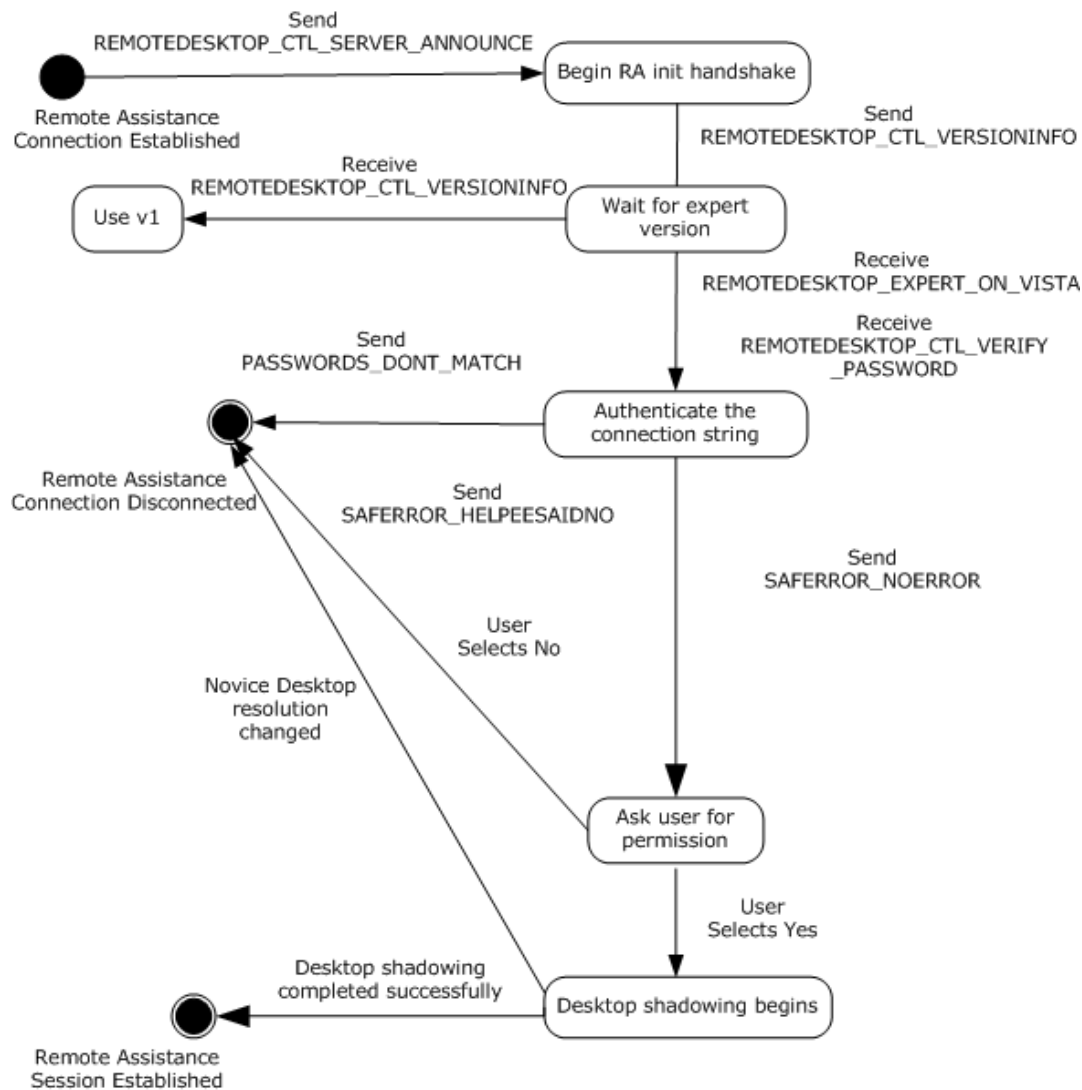 Send
REMOTEDESKTOP_CTL_SERVER_ANNOUNCE
Begin RA init handshake
Remote Assistance
Connection Established
Send
REMOTEDESKTOP_CTL_VERSIONINFO
Receive
REMOTEDESKTOP_CTL_VERSIONINFO
Use v1
Wait for expert
version
Receive
REMOTEDESKTOP_EXPERT_ON_VISTA
Receive
REMOTEDESKTOP_CTL_VERIFY
_PASSWORD
Send
PASSWORDS_DONT_MATCH
Authenticate the
connection string
Remote Assistance
Connection Disconnected
Send
SAFERROR_HELPEESAIDNO
Send
SAFERROR_NOERROR
User
Selects No
Novice Desktop
resolution
changed
Ask user for
permission
User
Selects Yes
Desktop shadowing
completed successfully
Desktop shadowing begins
Remote Assistance
Session Established